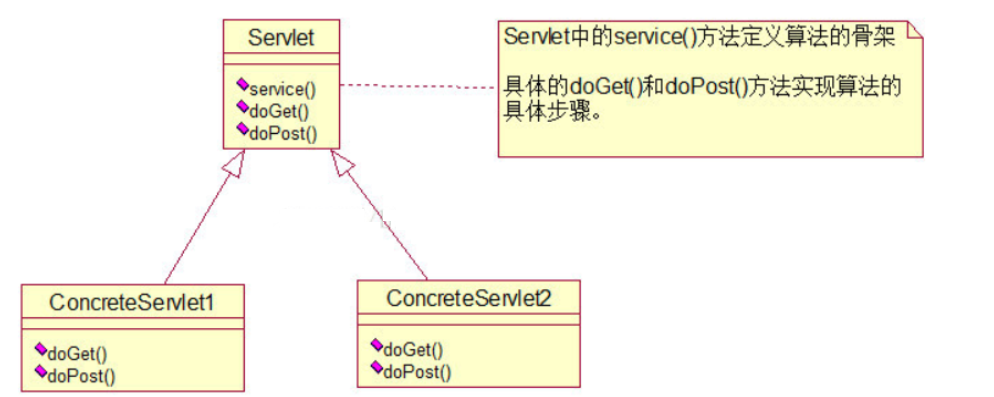 Servlet
service()
doGet()
doPost()
Servlet中的service()方法定义算法的骨架
具体的doGet()和doPost()方法实现算法的
具体步骤。
ConcreteServlet1
doGet()
doPost()
ConcreteServlet2
doGet()
doPost()